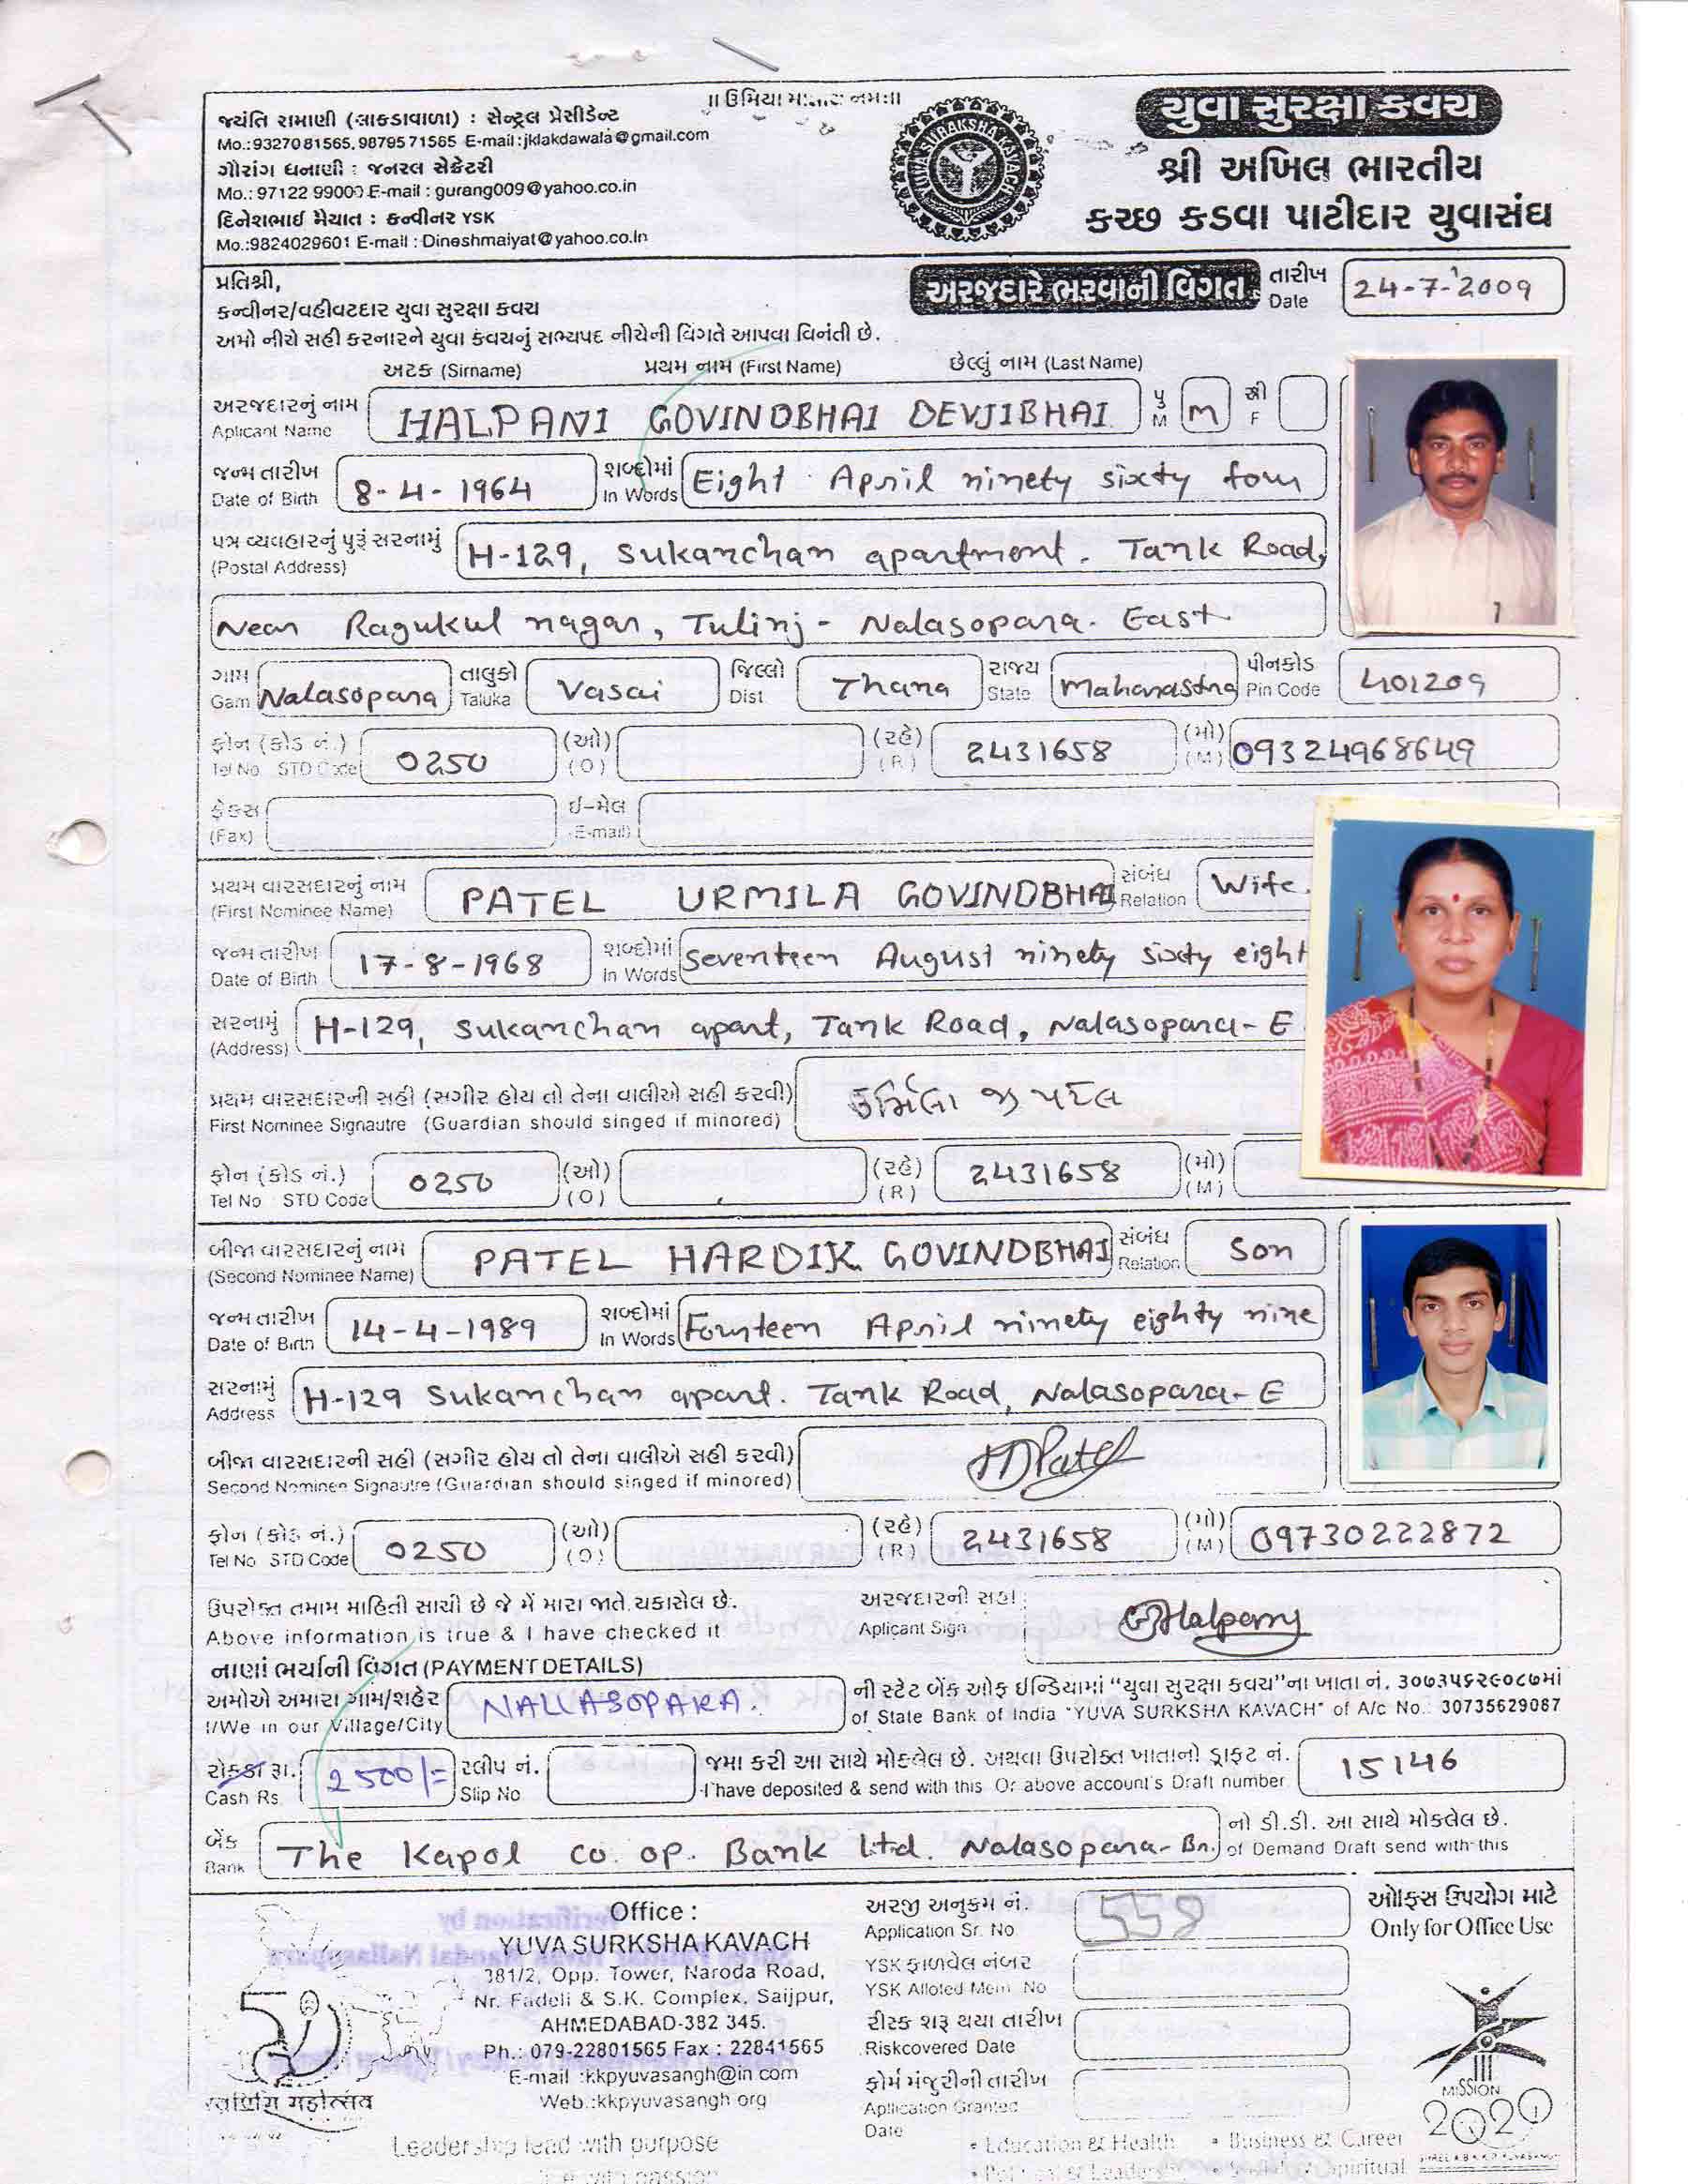 ॥ ઉમિયા માતાય નમઃ॥
જયંતિ રામાણી (લાકડાવાળા) : સેન્ટ્રલ પ્રેસીડેન્ટ
Mo.:9327081565, 9879571565 E-mail:jklakdawala@gmail.com
ગૌરાંગ ધનાણી : જનરલ સેક્રેટરી
Mo.: 97122 99000 E-mail : gurang009@yahoo.co.in
દિનેશભાઈ મૈયાત : કન્વીનર YSK
Mo.:9824029601 E-mail : Dineshmaiyat@yahoo.co.In
YUVA SURAKSHA KAVACH
યુવા સુરક્ષા કવચ
શ્રી અખિલ ભારતીય
કચ્છ કડવા પાટીદાર યુવાસંઘ
પ્રતિશ્રી,
કન્વીનર/વહીવટદાર યુવા સુરક્ષા કવચ
અમો નીચે સહી કરનારને યુવા કવચનું સભ્યપદ નીચેની વિગતે આપવા વિનંતી છે.
અરજદારે ભરવાની વિગત તારીખ Date 24-7-2009
અટક (Sirname) પ્રથમ નામ (First Name) છેલ્લું નામ (Last Name)
અરજદારનું નામ Aplicant Name HALPANI GOVINDBHAI DEVJIBHAI પુ M M સ્ત્રી F
જન્મ તારીખ Date of Birth 8-4-1964 શબ્દોમાં In Words Eight April ninety sixty four
પત્ર વ્યવહારનું પુરૂં સરનામું (Postal Address) H-129, Sukanchan apartment. Tank Road,
Near Ragukul nagar, Tulinj - Nalasopara. East
ગામ Gam Nalasopara તાલુકો Taluka Vasai જિલ્લો Dist Thana રાજ્ય State Maharastra પીનકોડ Pin Code 401209
ફોન (કોડ નં.) Tel No. STD Code 0250 (ઓ) (O) (રહે) (R) 2431658 (મો) (M) 09324968649
ફેકસ (Fax) ઈ-મેલ E-mail)
પ્રથમ વારસદારનું નામ (First Nominee Name) PATEL URMILA GOVINDBHAI સંબંધ Relation Wife.
જન્મ તારીખ Date of Birth 17-8-1968 શબ્દોમાં In Words Seventeen August ninety sixty eight
સરનામું (Address) H-129, Sukanchan apart, Tank Road, Nalasopara-E
પ્રથમ વારસદારની સહી (સગીર હોય તો તેના વાલીએ સહી કરવી) ઉર્મિલા જી પટેલ
First Nominee Signautre (Guardian should singed if minored)
ફોન (કોડ નં.) Tel No STD Code 0250 (ઓ) (O) (રહે) (R) 2431658 (મો) (M)
બીજા વારસદારનું નામ (Second Nominee Name) PATEL HARDIK GOVINDBHAI સંબંધ Relation Son
જન્મ તારીખ Date of Birth 14-4-1989 શબ્દોમાં In Words Fourteen April ninety eighty nine
સરનામું Address H-129 Sukanchan apart. Tank Road, Nalasopara-E
બીજા વારસદારની સહી (સગીર હોય તો તેના વાલીએ સહી કરવી) Patel
Second Nominee Signautre (Guardian should singed if minored)
ફોન (કોડ નં.) Tel No STD Code 0250 (ઓ) (O) (રહે) (R) 2431658 (મો) (M) 09730222872
ઉપરોક્ત તમામ માહિતી સાચી છે જે મેં મારા જાતે ચકાસેલ છે. અરજદારની સહી
Above information is true & I have checked it Aplicant Sign GHalpany
નાણાં ભર્યાની વિગત (PAYMENT DETAILS)
અમોએ અમારા ગામ/શહેર NALLASOPARA. ની સ્ટેટ બેંક ઓફ ઈન્ડિયામાં "યુવા સુરક્ષા કવચ"ના ખાતા નં. ૩૦૭૩૫૬૨૯૦૮૭માં
I/We in our Village/City of State Bank of India "YUVA SURKSHA KAVACH" of A/c No. 30735629087
રોકડા રૂા. 2500/= સ્લીપ નં. જમા કરી આ સાથે મોકલેલ છે. અથવા ઉપરોક્ત ખાતાનો ડ્રાફ્ટ નં. 15146
Cash Rs. Slip No I have deposited & send with this Or above account's Draft number
બેંક Bank The Kapol co. op. Bank Ltd. Nalasopara-Bn. નો ડી.ડી. આ સાથે મોકલેલ છે.
of Demand Draft send with this
Office :
YUVA SURKSHA KAVACH
381/2, Opp. Tower, Naroda Road,
Nr. Fadeli & S.K. Complex, Saijpur,
AHMEDABAD-382 345.
Ph.: 079-22801565 Fax : 22841565
E-mail :kkpyuvasangh@in.com
Web.:kkpyuvasangh.org
અરજી અનુક્રમ નં. Application Sr. No 559
YSK ફાળવેલ નંબર YSK Alloted Mem. No
રીસ્ક શરૂ થયા તારીખ Riskcovered Date
ફોર્મ મંજુરીની તારીખ Apllication Granted Date
ઓફિસ ઉપયોગ માટે
Only for Office Use
MISSION
2020
Leadership lead with purpose
• Education & Health • Business & Career